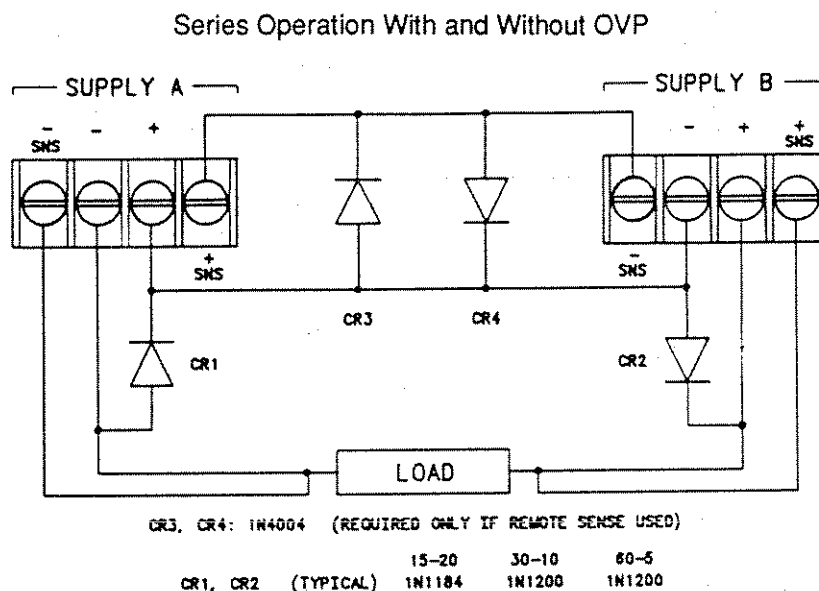 Series Operation With and Without OVP
SUPPLY A
SUPPLY B
-
SNS
-
+
-
+
+
SNS
+
SNS
-
SNS
CR3
CR4
CR1
CR2
LOAD
CR3, CR4: 1N4004 (REQUIRED ONLY IF REMOTE SENSE USED)
15-20 30-10 60-5
CR1, CR2 (TYPICAL) 1N1184 1N1200 1N1200